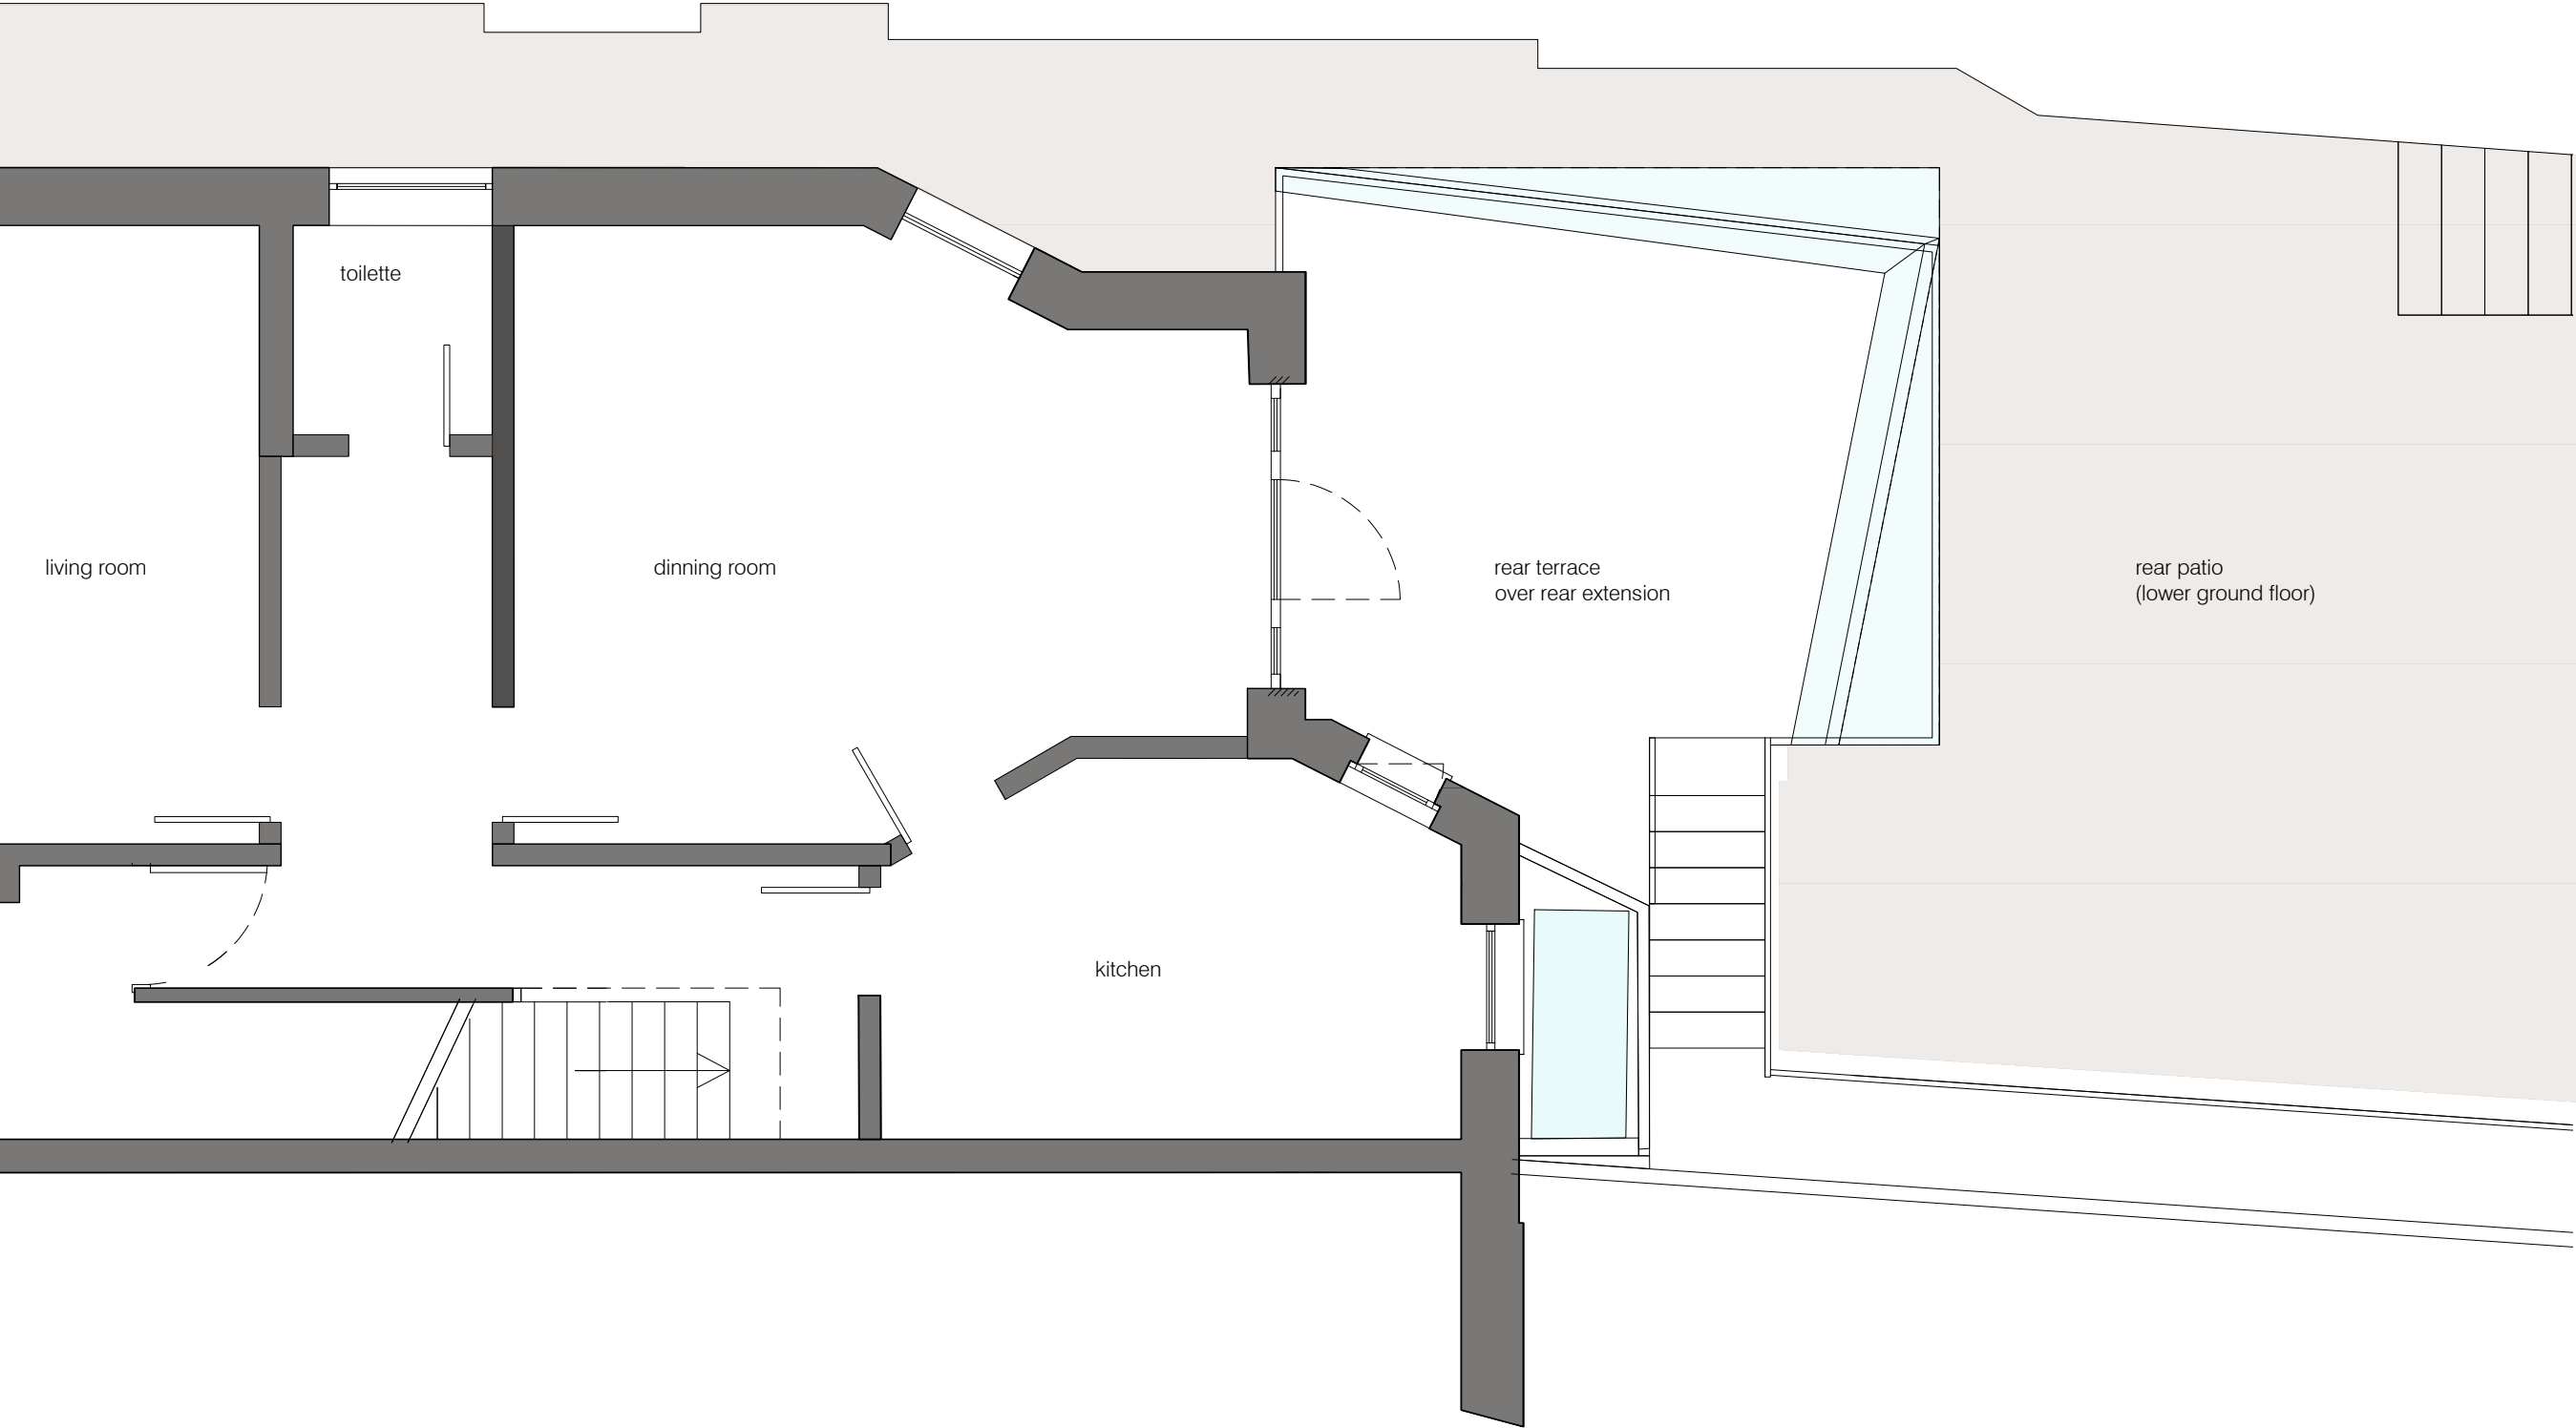 toilette
living room
dinning room
rear terrace
over rear extension
rear patio
(lower ground floor)
kitchen